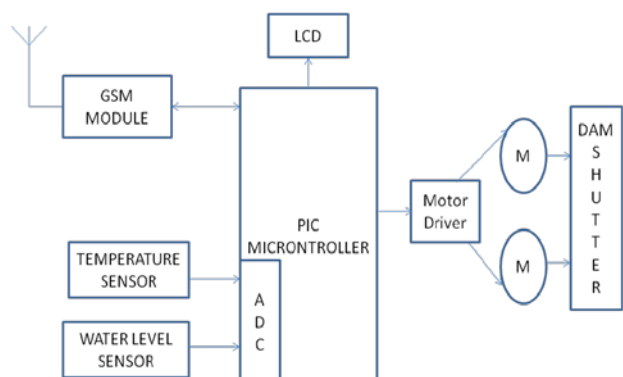 LCD
GSM
MODULE
PIC
MICRONTROLLER
TEMPERATURE
SENSOR
WATER LEVEL
SENSOR
A
D
C
Motor
Driver
M
M
DAM
S
H
U
T
T
E
R